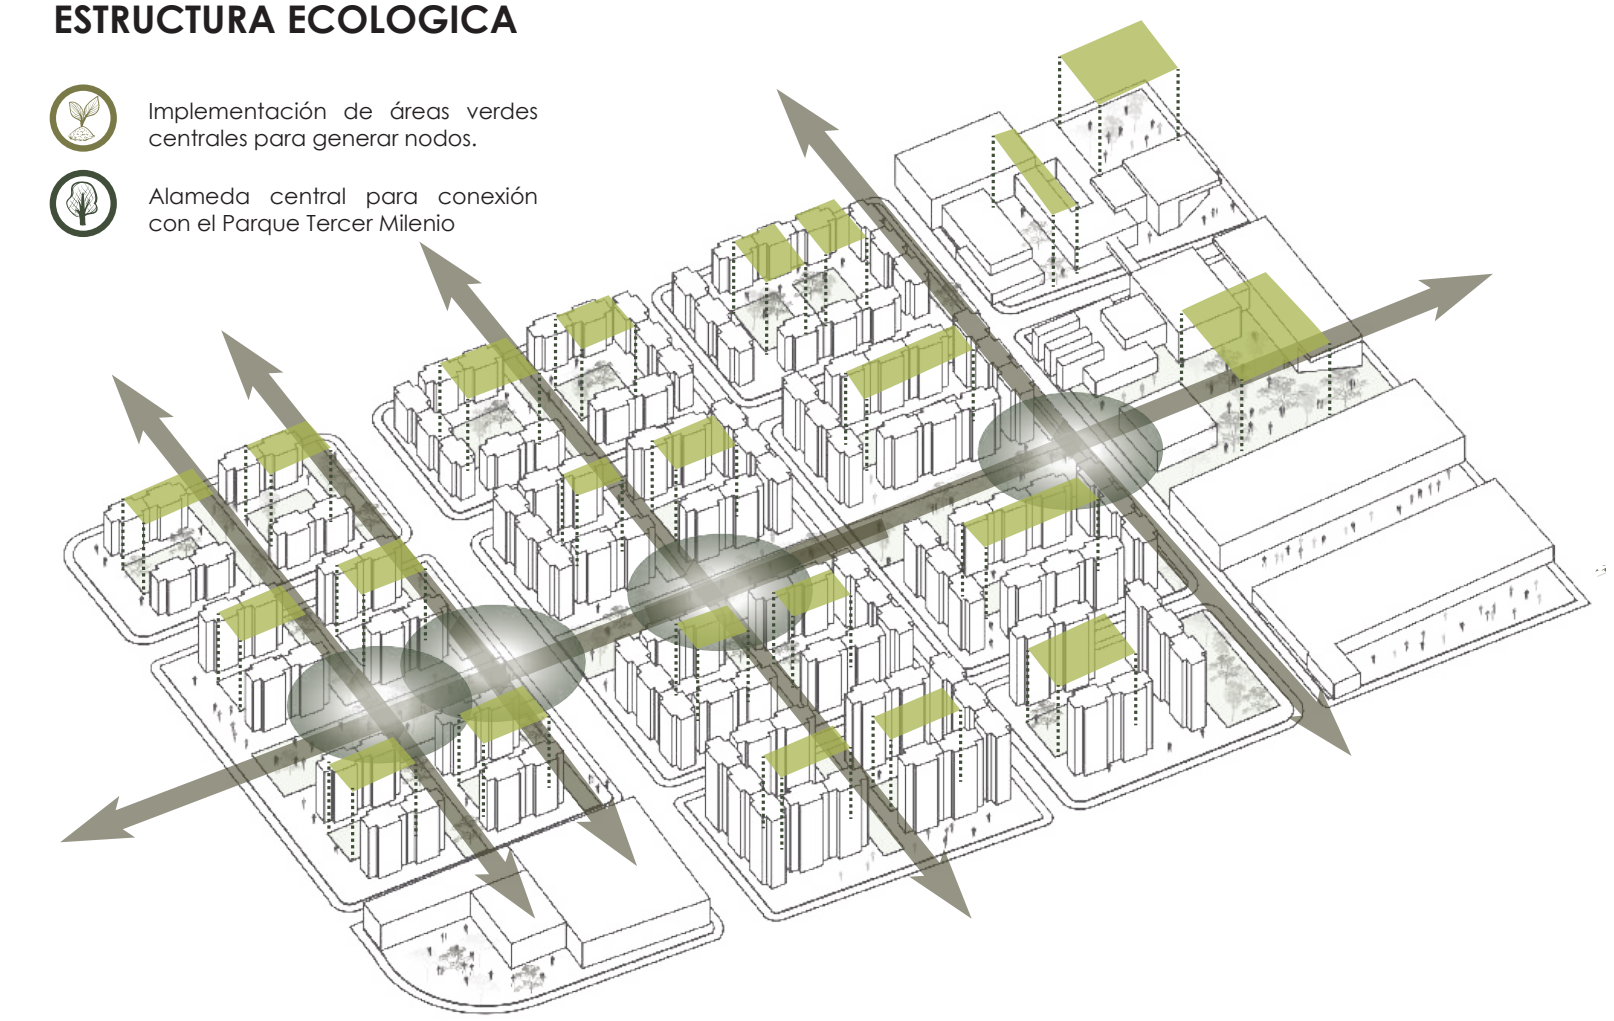 ESTRUCTURA ECOLOGICA
Implementación de áreas verdes
centrales para generar nodos.
Alameda central para conexión
con el Parque Tercer Milenio